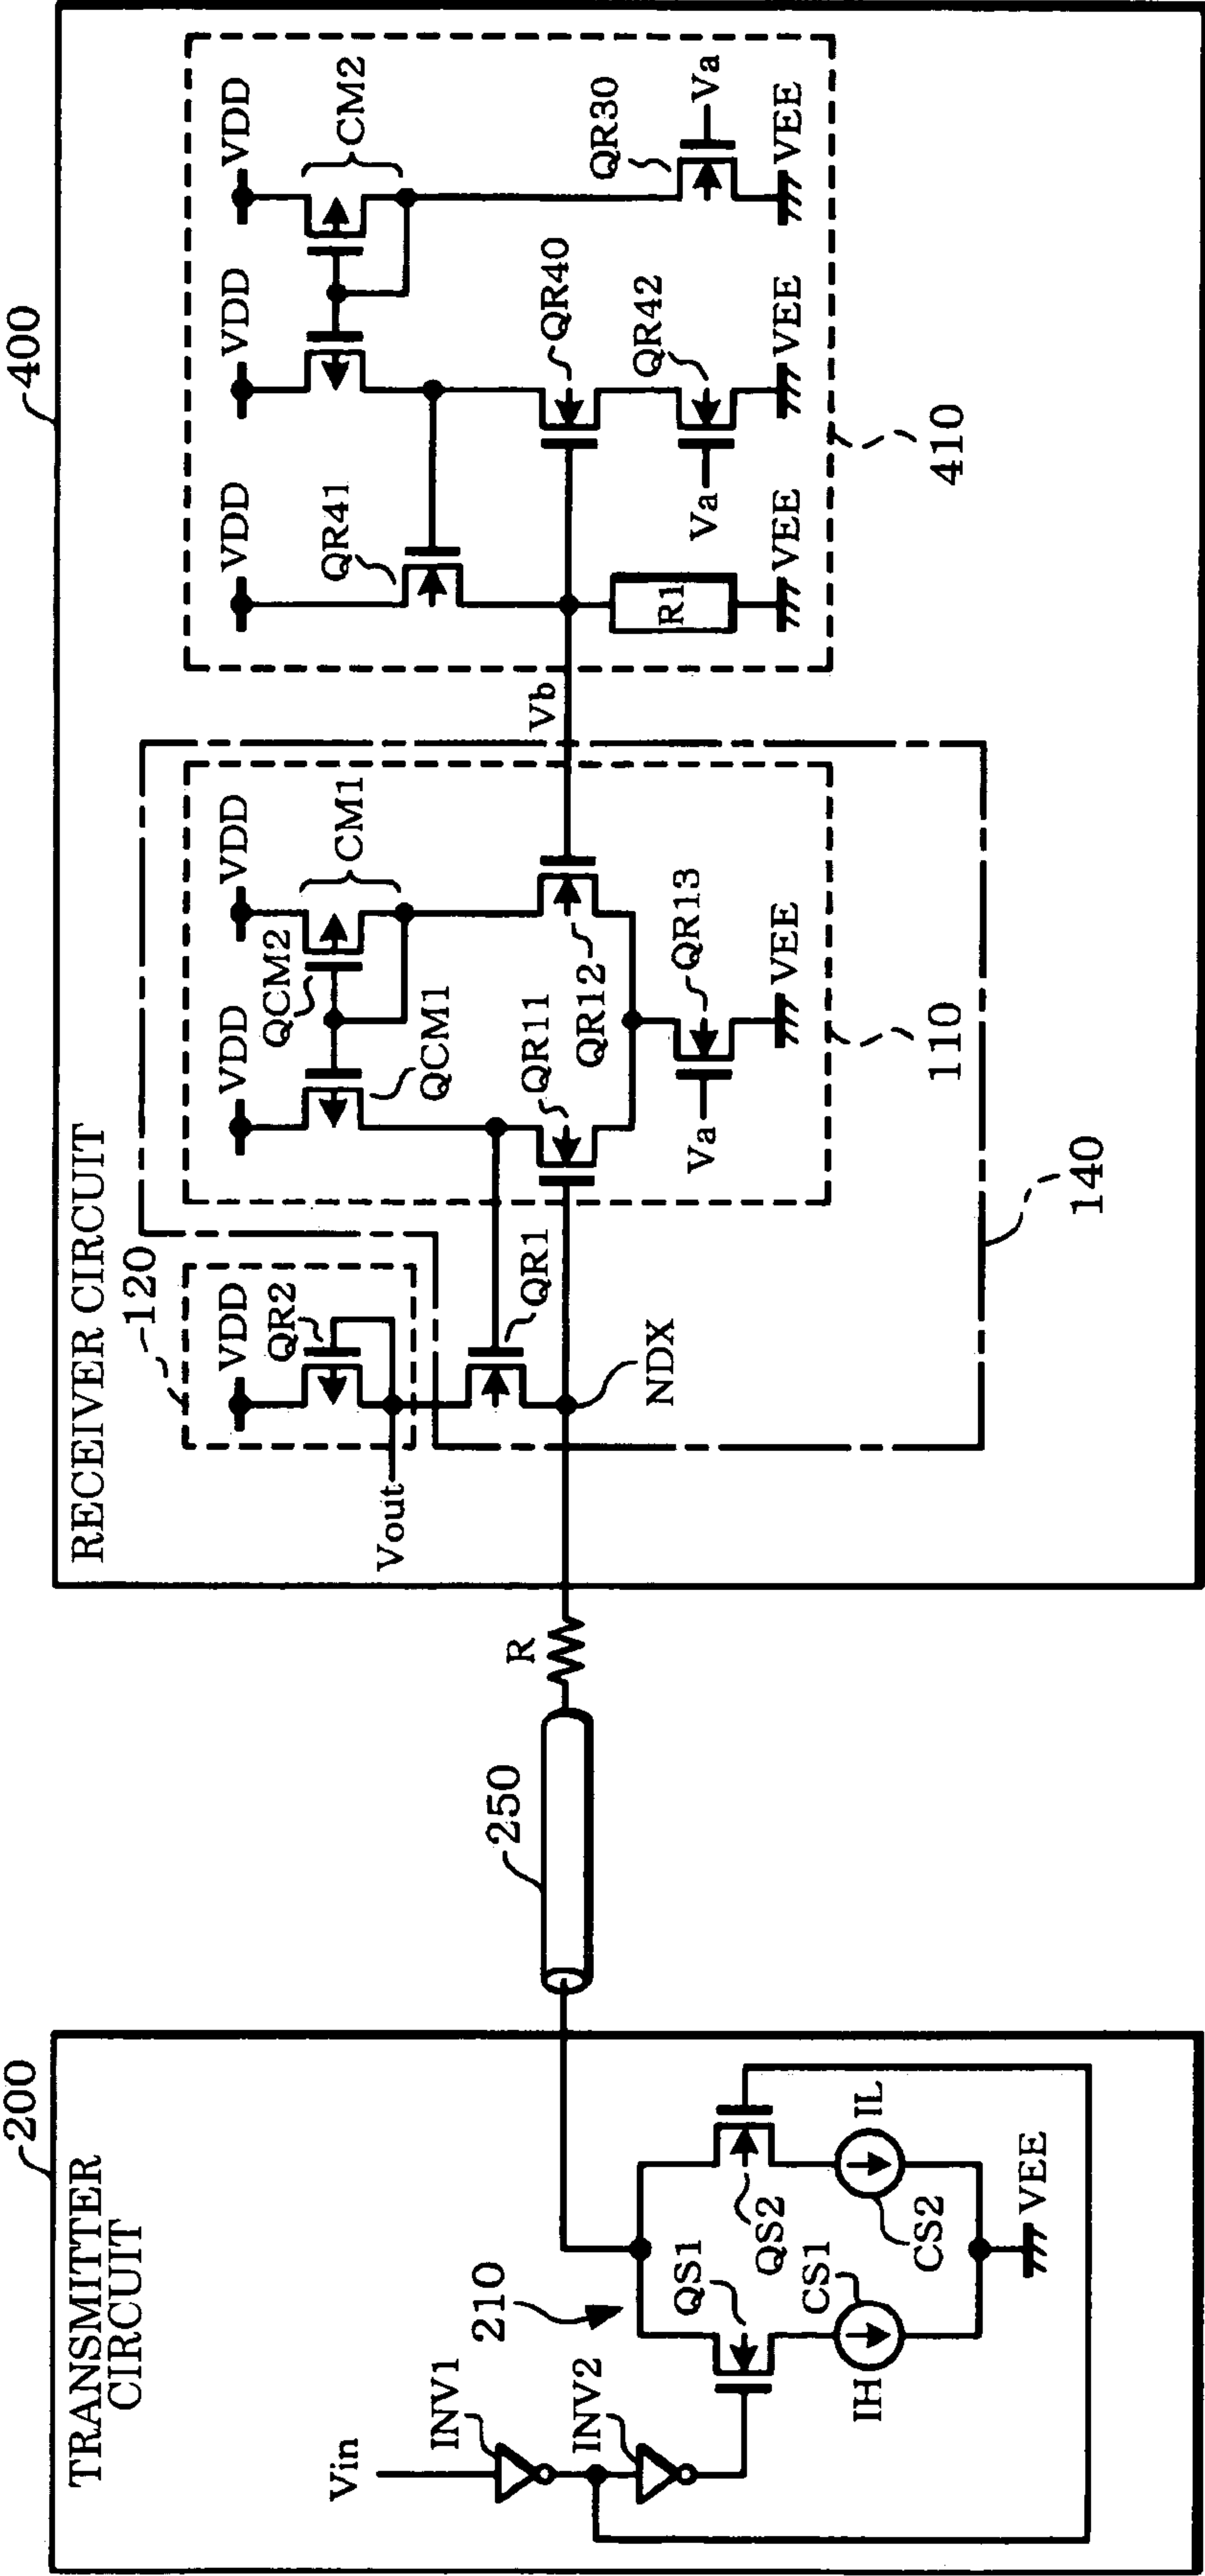 200
TRANSMITTER
CIRCUIT
Vin
INV1
INV2
210
QS1
QS2
IH
CS1
CS2
IL
VEE
250
R
400
RECEIVER CIRCUIT
120
VDD
QR2
Vout
QR1
NDX
VDD
VDD
QCM2
CM1
QCM1
QR11
QR12
QR13
Va
VEE
110
140
Vb
VDD
VDD
VDD
CM2
QR41
QR40
QR30
Va
QR42
Va
R1
VEE
VEE
VEE
410